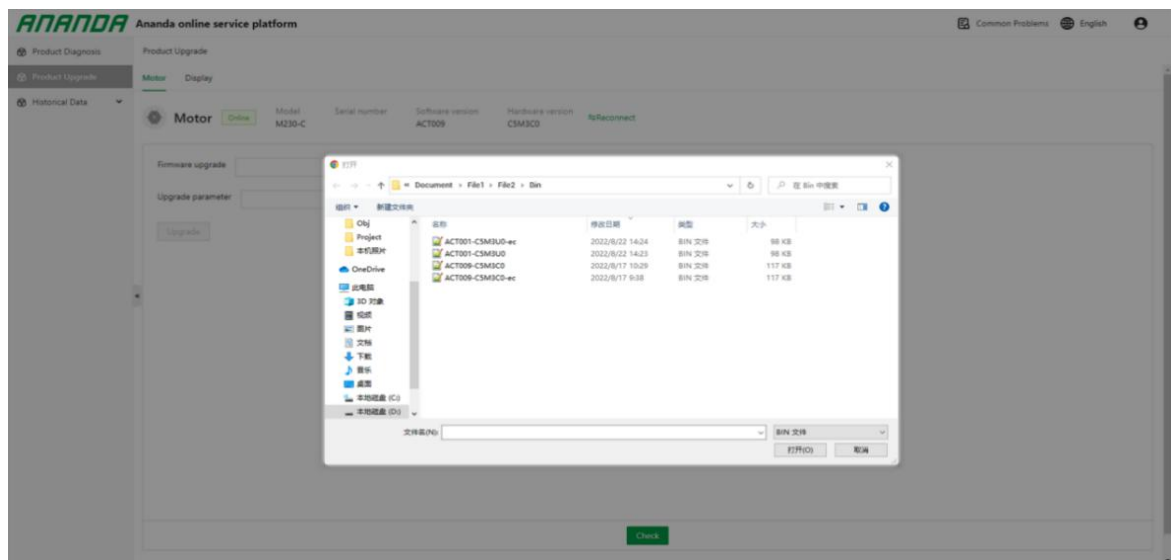 ANANDA Ananda online service platform Common Problems English
Product Diagnosis
Product Upgrade
Historical Data
Product Upgrade
Motor Display
Motor Online
Model
M230-C
Serial number
Software version
ACT009
Hardware version
C5M3C0
Reconnect
Firmware upgrade
Upgrade parameter
Upgrade
打开
« Document › File1 › File2 › Bin
在 Bin 中搜索
组织 新建文件夹
Obj
Project
本机照片
OneDrive
此电脑
3D 对象
视频
图片
文档
下载
音乐
桌面
本地磁盘 (C:)
本地磁盘 (D:)
名称 修改日期 类型 大小
ACT001-C5M3U0-ec 2022/8/22 14:24 BIN 文件 98 KB
ACT001-C5M3U0 2022/8/22 14:23 BIN 文件 98 KB
ACT009-C5M3C0 2022/8/17 10:29 BIN 文件 117 KB
ACT009-C5M3C0-ec 2022/8/17 9:38 BIN 文件 117 KB
文件名(N): BIN 文件
打开(O) 取消
Check